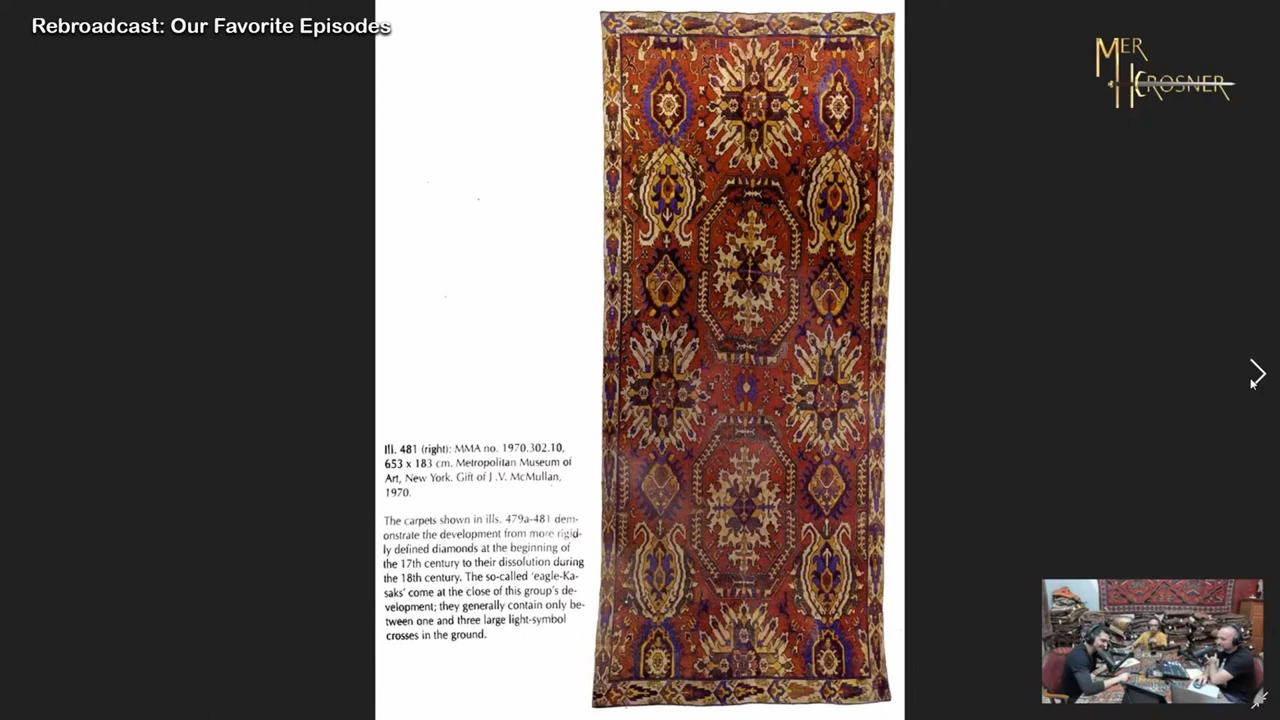 Rebroadcast: Our Favorite Episodes
MER
CROSNER
Ill. 481 (right): MMA no. 1970.302.10,
653 x 183 cm. Metropolitan Museum of
Art, New York. Gift of J .V. McMullan,
1970.
The carpets shown in ills. 479a-481 dem-
onstrate the development from more rigid-
ly defined diamonds at the beginning of
the 17th century to their dissolution during
the 18th century. The so-called 'eagle-Ka-
saks' come at the close of this group's de-
velopment; they generally contain only be-
tween one and three large light-symbol
crosses in the ground.